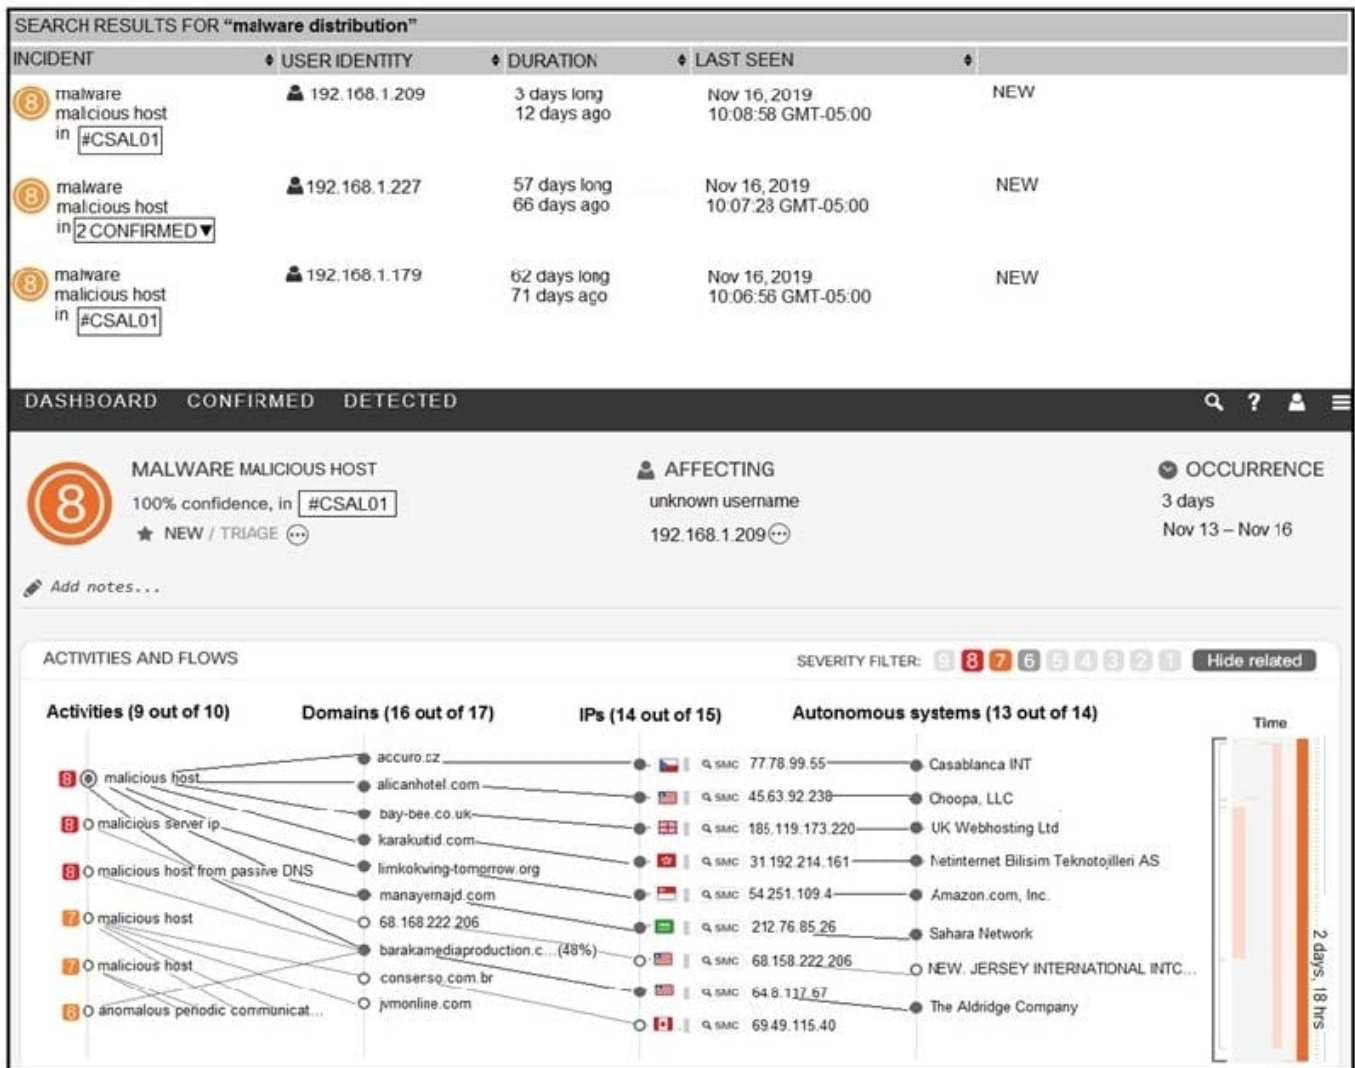 SEARCH RESULTS FOR "malware distribution"
INCIDENT USER IDENTITY DURATION LAST SEEN
8 malware 192.168.1.209 3 days long Nov 16, 2019 NEW
malicious host 12 days ago 10:08:58 GMT-05:00
in #CSAL01
8 malware 192.168.1.227 57 days long Nov 16, 2019 NEW
malicious host 66 days ago 10:07:28 GMT-05:00
in 2 CONFIRMED▼
8 malware 192.168.1.179 62 days long Nov 16, 2019 NEW
malicious host 71 days ago 10:06:56 GMT-05:00
in #CSAL01
DASHBOARD CONFIRMED DETECTED ?
8 MALWARE MALICIOUS HOST AFFECTING OCCURRENCE
100% confidence, in #CSAL01 unknown username 3 days
NEW / TRIAGE 192.168.1.209 Nov 13 – Nov 16
Add notes...
ACTIVITIES AND FLOWS SEVERITY FILTER: 9 8 7 6 5 4 3 2 1 Hide related
Activities (9 out of 10) Domains (16 out of 17) IPs (14 out of 15) Autonomous systems (13 out of 14) Time
8 malicious host
8 malicious server ip
8 malicious host from passive DNS
7 malicious host
7 malicious host
6 anomalous periodic communicat...
accuro.cz
alicanhotel.com
bay-bee.co.uk
karakutid.com
limkokwing-tomorrow.org
manayernajd.com
68.168.222.206
barakamediaproduction.c...(48%)
conserso.com.br
jvmonline.com
SMC 77.78.99.55
SMC 45.63.92.238
SMC 185.119.173.220
SMC 31.192.214.161
SMC 54.251.109.4
SMC 212.76.85.26
SMC 68.158.222.206
SMC 64.8.117.67
SMC 69.49.115.40
Casablanca INT
Choopa, LLC
UK Webhosting Ltd
Netinternet Bilisim Teknotojilleri AS
Amazon.com, Inc.
Sahara Network
NEW. JERSEY INTERNATIONAL INTC...
The Aldridge Company
2 days, 18 hrs